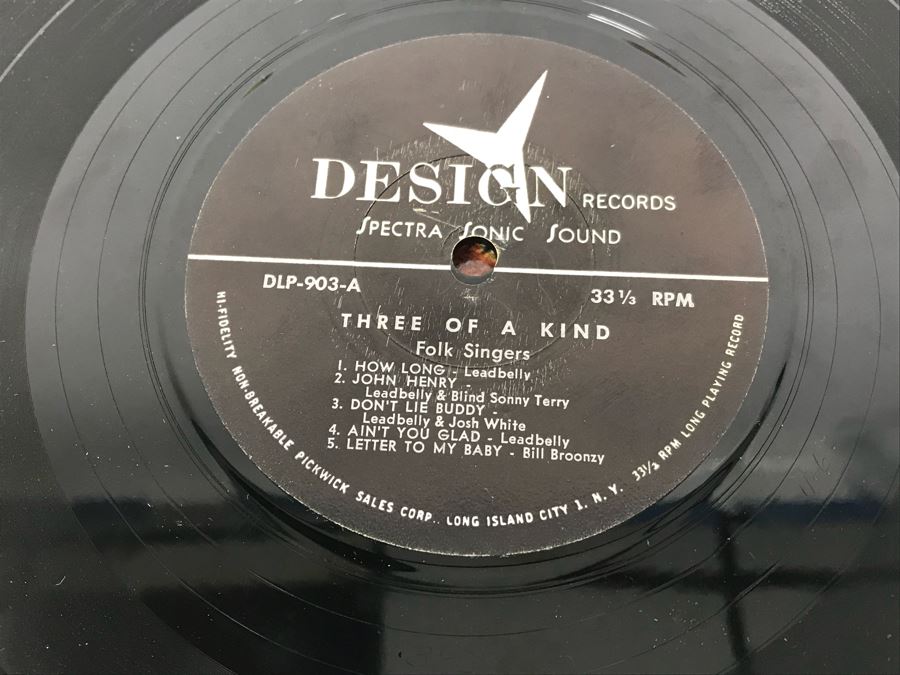 DESIGN RECORDS
SPECTRA SONIC SOUND
DLP-903-A
33 1/3 RPM
THREE OF A KIND
Folk Singers
1. HOW LONG - Leadbelly
2. JOHN HENRY -
Leadbelly & Blind Sonny Terry
3. DON'T LIE BUDDY -
Leadbelly & Josh White
4. AIN'T YOU GLAD - Leadbelly
5. LETTER TO MY BABY - Bill Broonzy
HI-FIDELITY NON-BREAKABLE PICKWICK SALES CORP., LONG ISLAND CITY 1, N. Y. 33 1/3 RPM LONG PLAYING RECORD